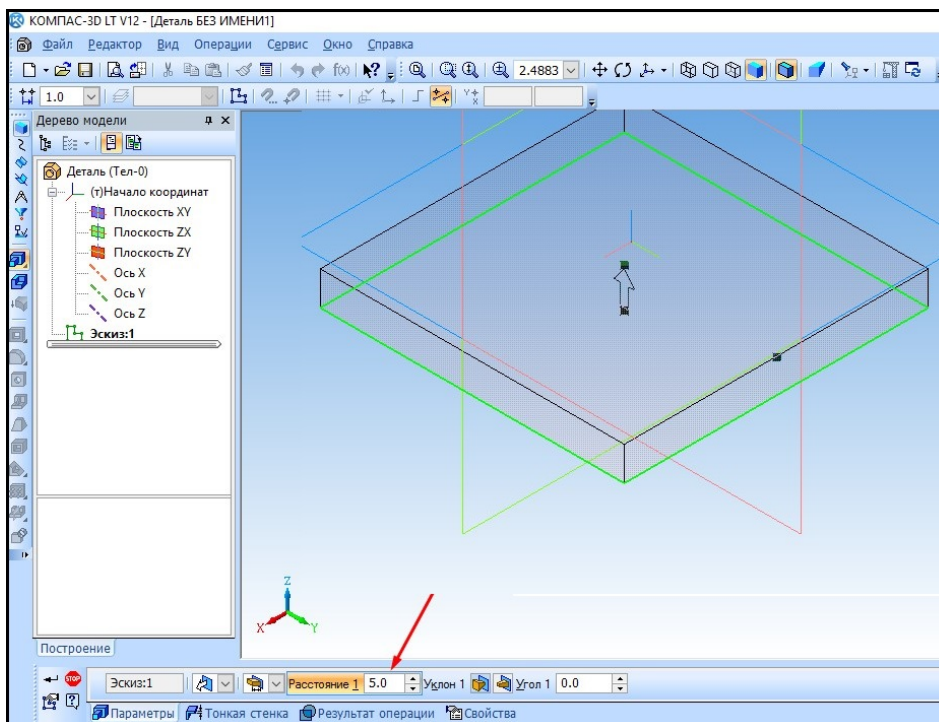 КОМПАС-3D LT V12 - [Деталь БЕЗ ИМЕНИ1]
Файл Редактор Вид Операции Сервис Окно Справка
f(x) 2.4883
1.0
Дерево модели
Деталь (Тел-0)
(т)Начало координат
Плоскость XY
Плоскость ZX
Плоскость ZY
Ось X
Ось Y
Ось Z
Эскиз:1
Z
X Y
Построение
STOP Эскиз:1 Расстояние 1 5.0 Уклон 1 Угол 1 0.0
Параметры Тонкая стенка Результат операции Свойства